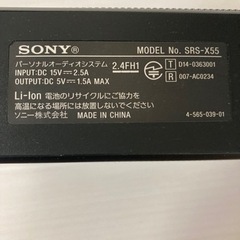 SONY® MODEL No. SRS-X55
パーソナルオーディオシステム
INPUT:DC 15V⎓2.5A
OUTPUT:DC 5V⎓1.5A MAX
2.4FH1
T D14-0363001
R 007-AC0234
Li-Ion 電池のリサイクルにご協力を
高温になる場所には放置しないでください
ソニー株式会社 MADE IN CHINA
4-565-039-01